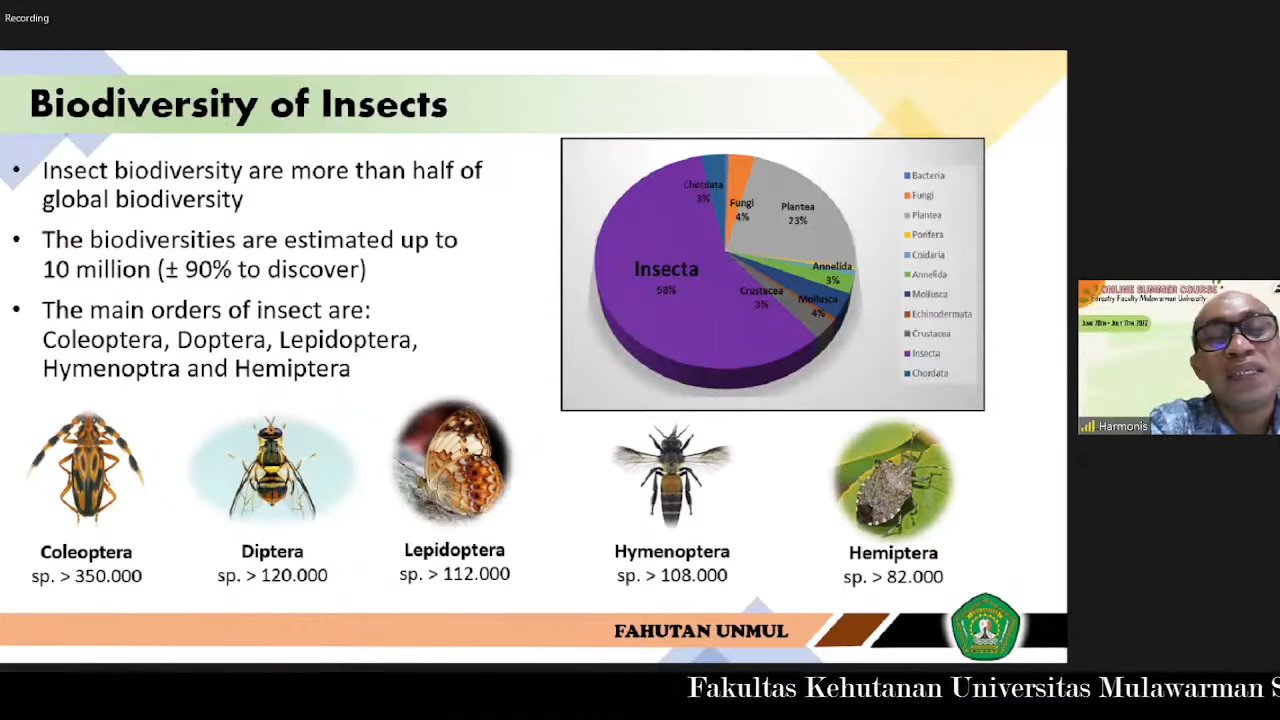 Recording
Biodiversity of Insects
• Insect biodiversity are more than half of
global biodiversity
• The biodiversities are estimated up to
10 million (± 90% to discover)
• The main orders of insect are:
Coleoptera, Doptera, Lepidoptera,
Hymenoptra and Hemiptera
Chordata
3%
Fungi
4%
Plantea
23%
Insecta
58%
Annelida
3%
Crustacea
3%
Mollusca
4%
Bacteria
Fungi
Plantea
Porifera
Cnidaria
Annelida
Mollusca
Echinodermata
Crustacea
Insecta
Chordata
Coleoptera
sp. > 350.000
Diptera
sp. > 120.000
Lepidoptera
sp. > 112.000
Hymenoptera
sp. > 108.000
Hemiptera
sp. > 82.000
FAHUTAN UNMUL
ONLINE SUMMER COURSE
Forestry Faculty Mulawarman University
Harmonis
Fakultas Kehutanan Universitas Mulawarman S